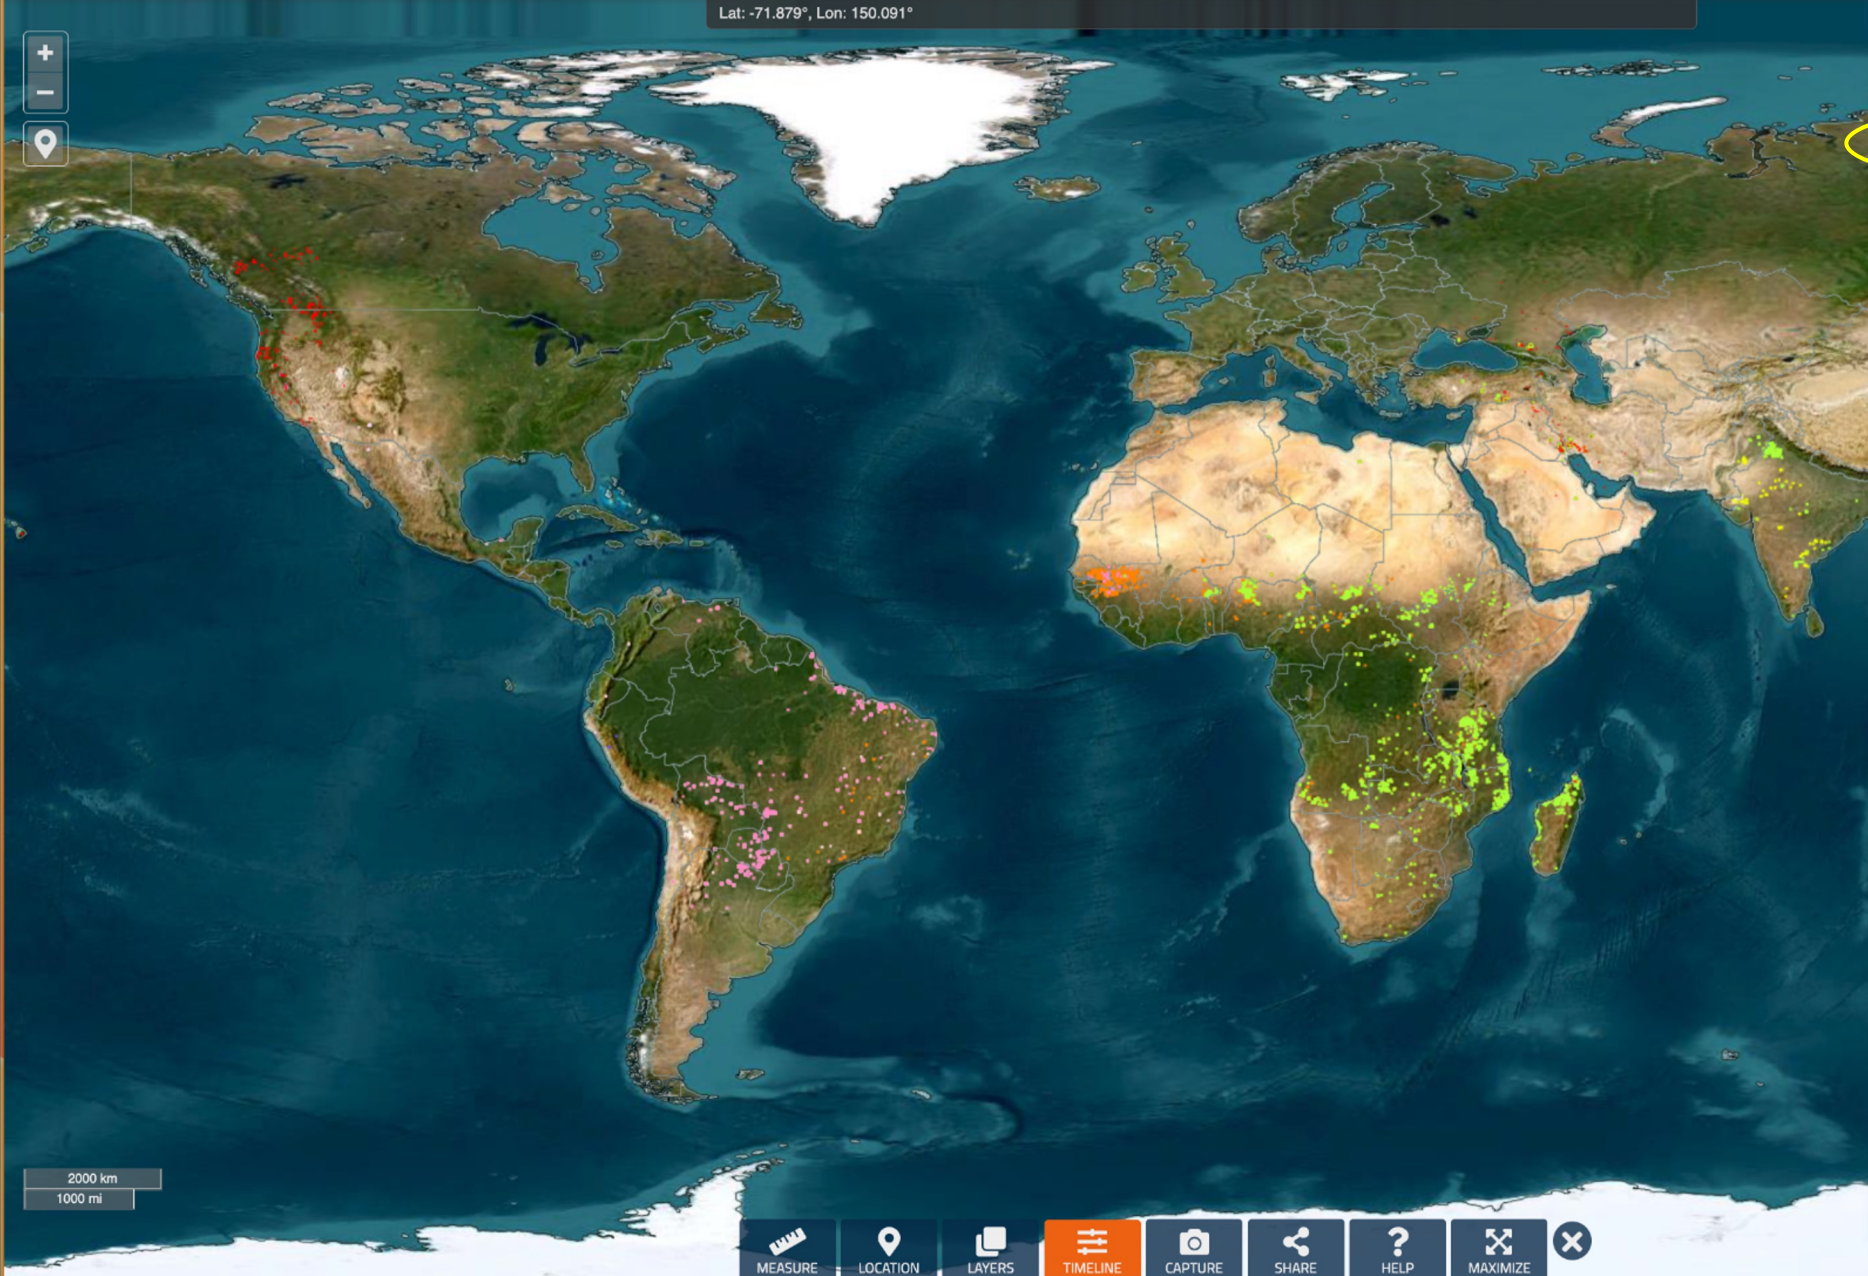 Lat: -71.879°, Lon: 150.091°
+
−
2000 km
1000 mi
MEASURE
LOCATION
LAYERS
TIMELINE
CAPTURE
SHARE
?
HELP
MAXIMIZE